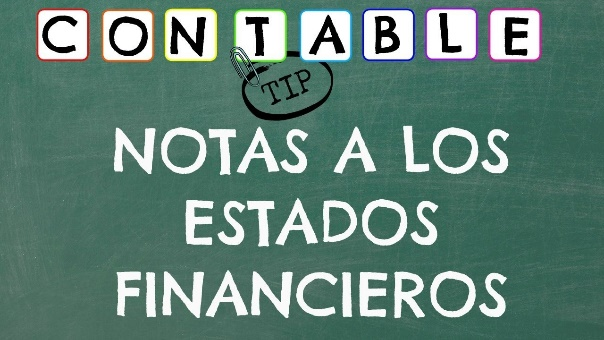 CONTABLE
TIP
NOTAS A LOS
ESTADOS
FINANCIEROS